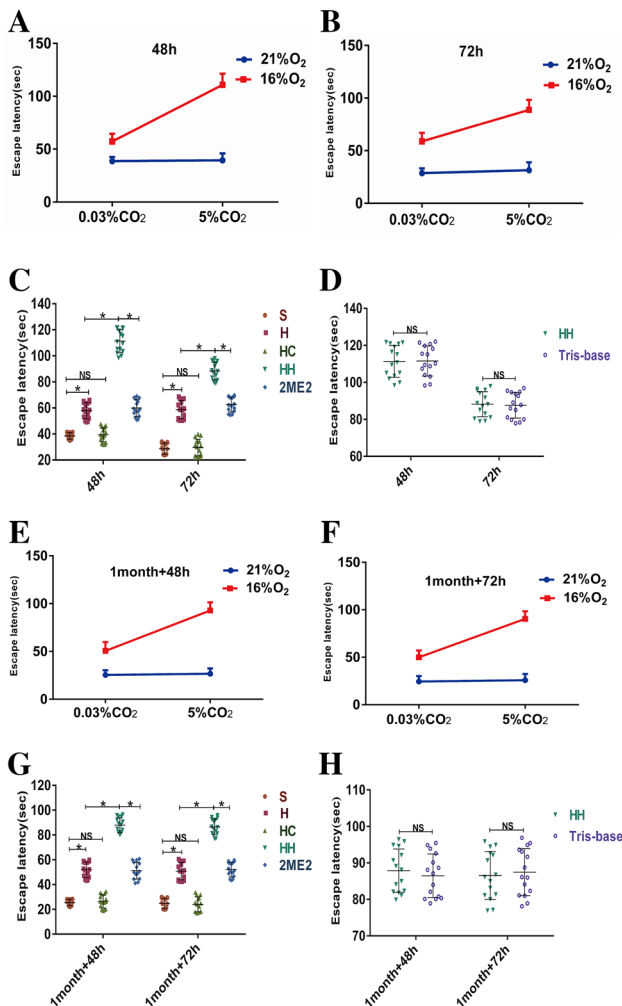 A
48h
21%O2
16%O2
Escape latency(sec)
150
100
50
0
0.03%CO2
5%CO2
B
72h
21%O2
16%O2
Escape latency(sec)
150
100
50
0
0.03%CO2
5%CO2
C
Escape latency(sec)
140
120
100
80
60
40
20
* *
NS
*
* *
NS
*
S
H
HC
HH
2ME2
48h
72h
D
Escape latency(sec)
140
120
100
80
60
NS
NS
HH
Tris-base
48h
72h
E
1month+48h
21%O2
16%O2
Escape latency(sec)
150
100
50
0
0.03%CO2
5%CO2
F
1month+72h
21%O2
16%O2
Escape latency(sec)
150
100
50
0
0.03%CO2
5%CO2
G
Escape latency(sec)
120
100
80
60
40
20
0
* *
NS
*
* *
NS
*
S
H
HC
HH
2ME2
1month+48h
1month+72h
H
Escape latency(sec)
110
100
90
80
70
NS
NS
HH
Tris-base
1month+48h
1month+72h